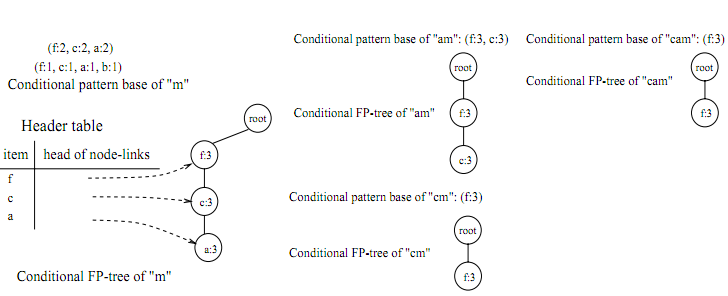 (f:2, c:2, a:2)
(f:1, c:1, a:1, b:1)
Conditional pattern base of "m"
Header table
item head of node-links
f
c
a
root
f:3
c:3
a:3
Conditional FP-tree of "m"
Conditional pattern base of "am": (f:3, c:3)
root
Conditional FP-tree of "am"
f:3
c:3
Conditional pattern base of "cm": (f:3)
root
Conditional FP-tree of "cm"
f:3
Conditional pattern base of "cam": (f:3)
root
Conditional FP-tree of "cam"
f:3